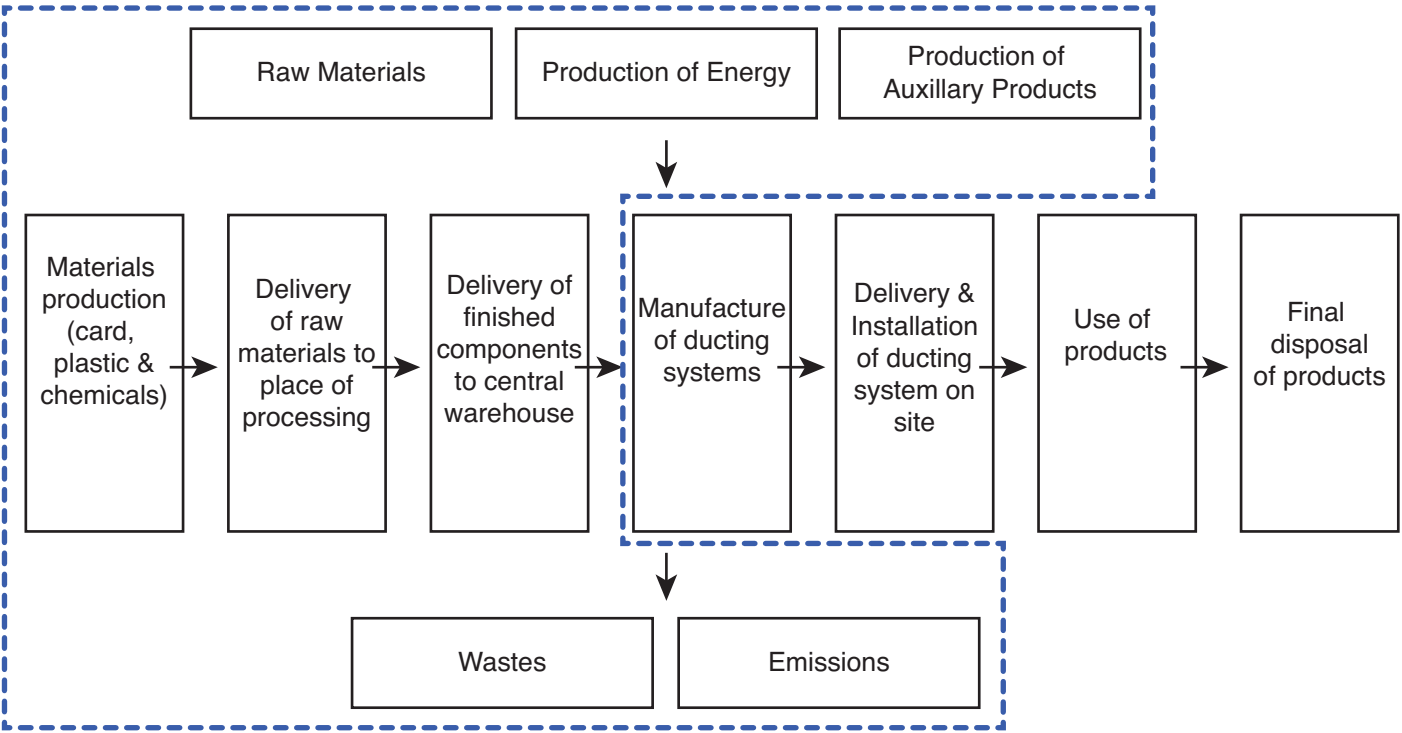 Raw Materials
Production of Energy
Production of
Auxillary Products
Materials
production
(card,
plastic &
chemicals)
Delivery
of raw
materials to
place of
processing
Delivery of
finished
components
to central
warehouse
Manufacture
of ducting
systems
Delivery &
Installation
of ducting
system on
site
Use of
products
Final
disposal
of products
Wastes
Emissions